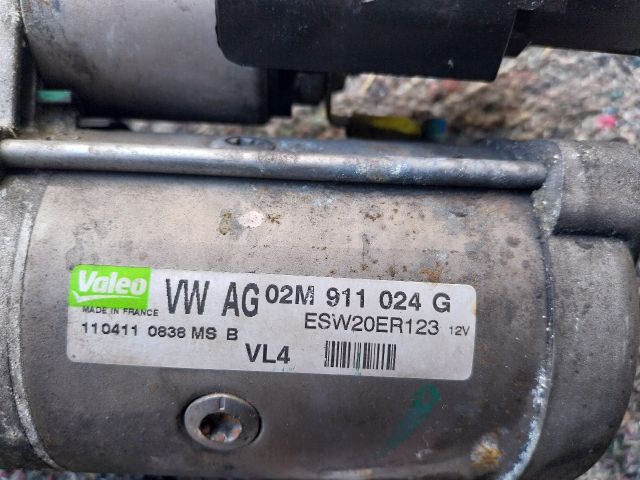 Valeo VW AG 02M 911 024 G
MADE IN FRANCE ESW20ER123 12V
110411 0838 MS B
VL4